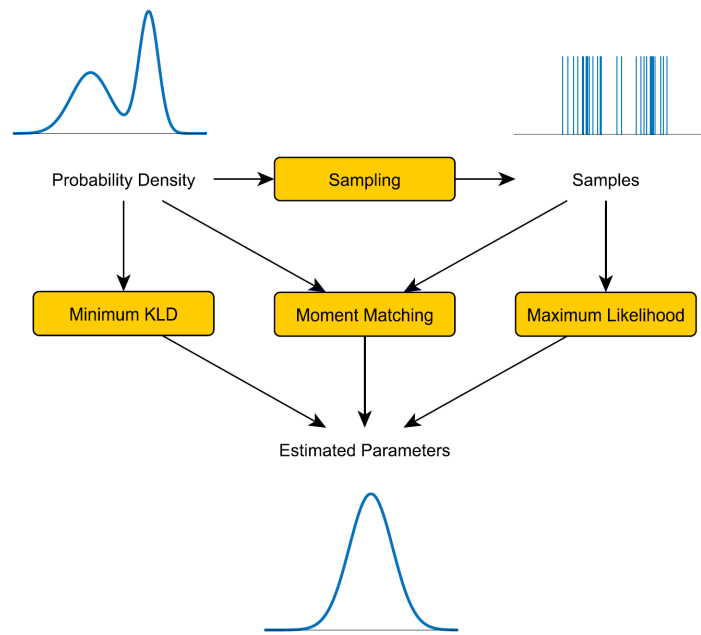 Probability Density
Sampling
Samples
Minimum KLD
Moment Matching
Maximum Likelihood
Estimated Parameters